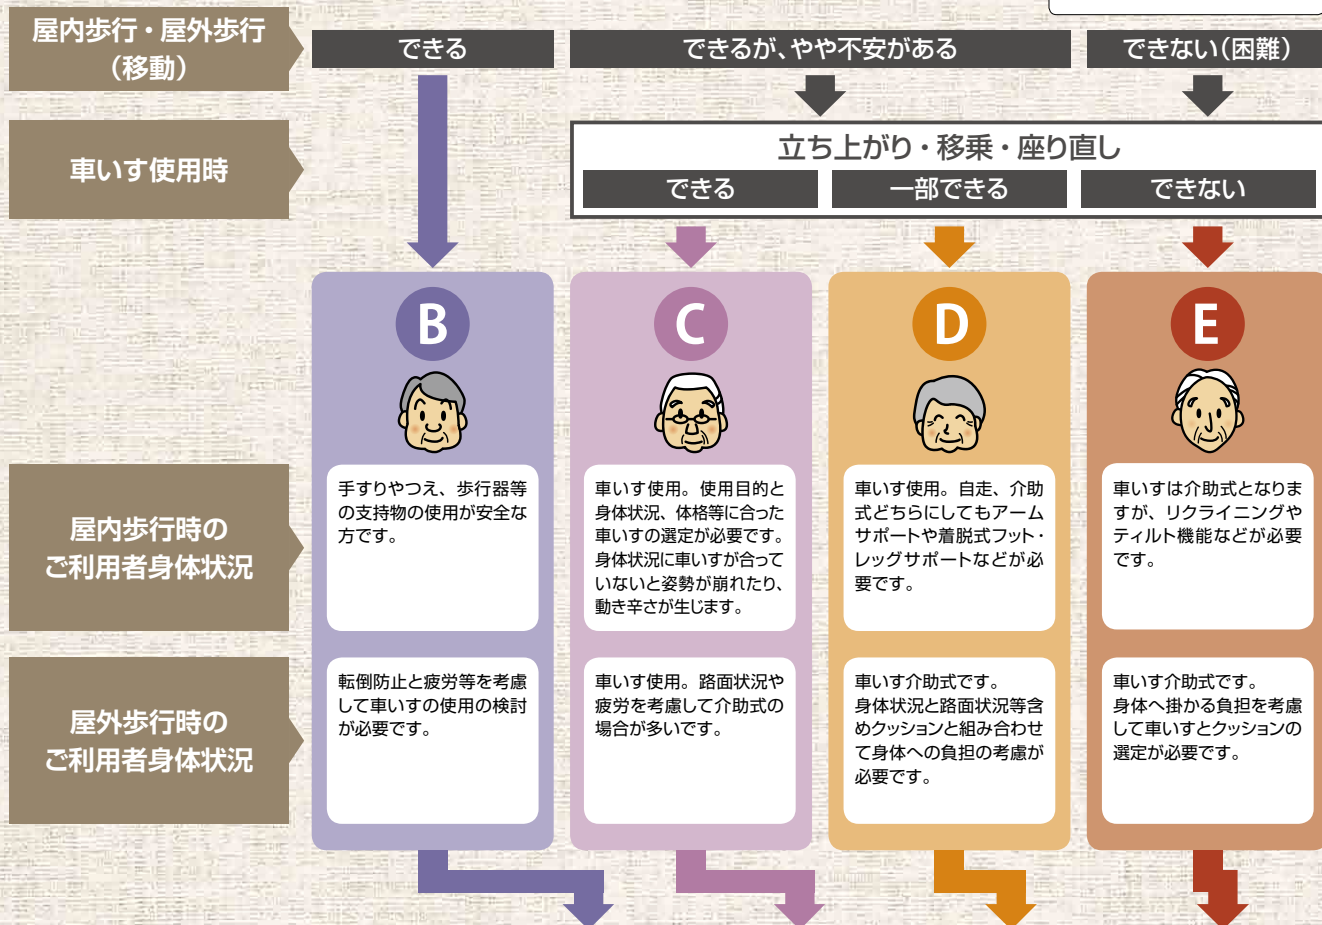 屋内歩行・屋外歩行
（移動）
できる
できるが、やや不安がある
できない（困難）
車いす使用時
立ち上がり・移乗・座り直し
できる
一部できる
できない
B
C
D
E
屋内歩行時の
ご利用者身体状況
手すりやつえ、歩行器等
の支持物の使用が安全な
方です。
車いす使用。使用目的と
身体状況、体格等に合った
車いすの選定が必要です。
身体状況に車いすが合って
いないと姿勢が崩れたり、
動き辛さが生じます。
車いす使用。自走、介助
式どちらにしてもアーム
サポートや着脱式フット・
レッグサポートなどが必
要です。
車いすは介助式となりま
すが、リクライニングや
ティルト機能などが必要
です。
屋外歩行時の
ご利用者身体状況
転倒防止と疲労等を考慮
して車いすの使用の検討
が必要です。
車いす使用。路面状況や
疲労を考慮して介助式の
場合が多いです。
車いす介助式です。
身体状況と路面状況等含
めクッションと組み合わせ
て身体への負担の考慮が
必要です。
車いす介助式です。
身体へ掛かる負担を考慮
して車いすとクッションの
選定が必要です。